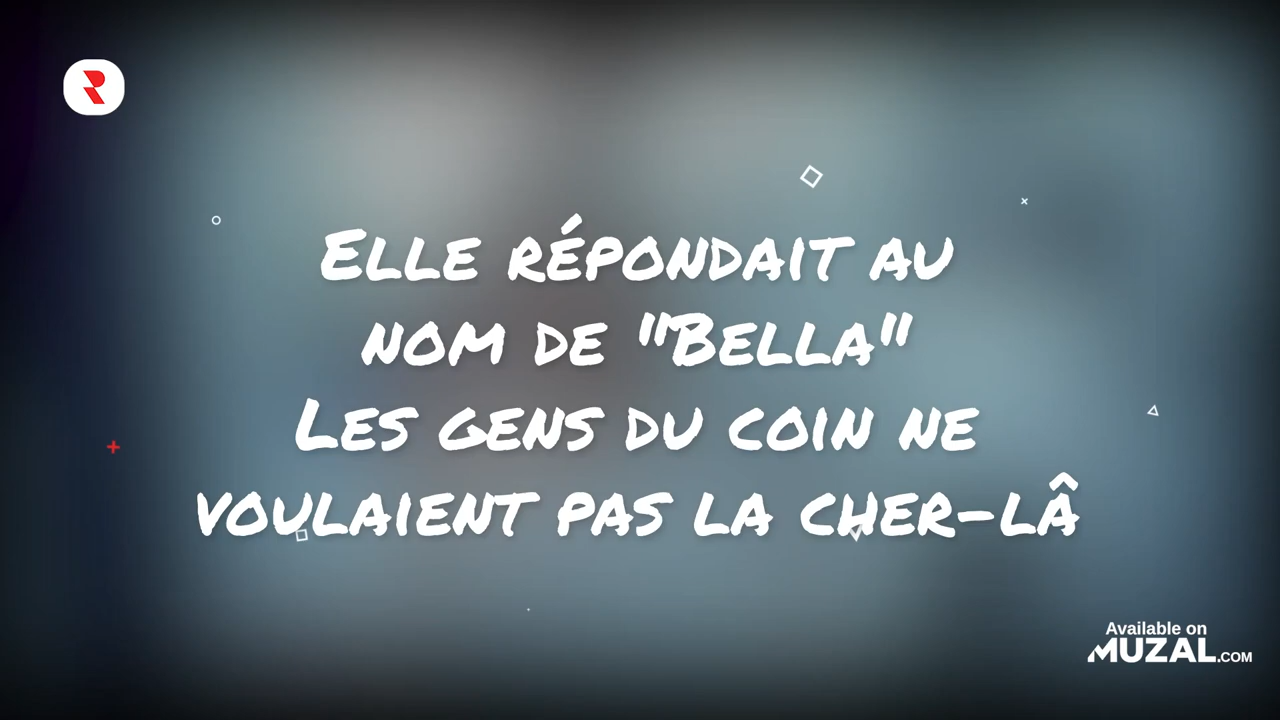 Elle répondait au
nom de "Bella"
Les gens du coin ne
voulaient pas la cher-lâ
Available on
MUZAL.COM